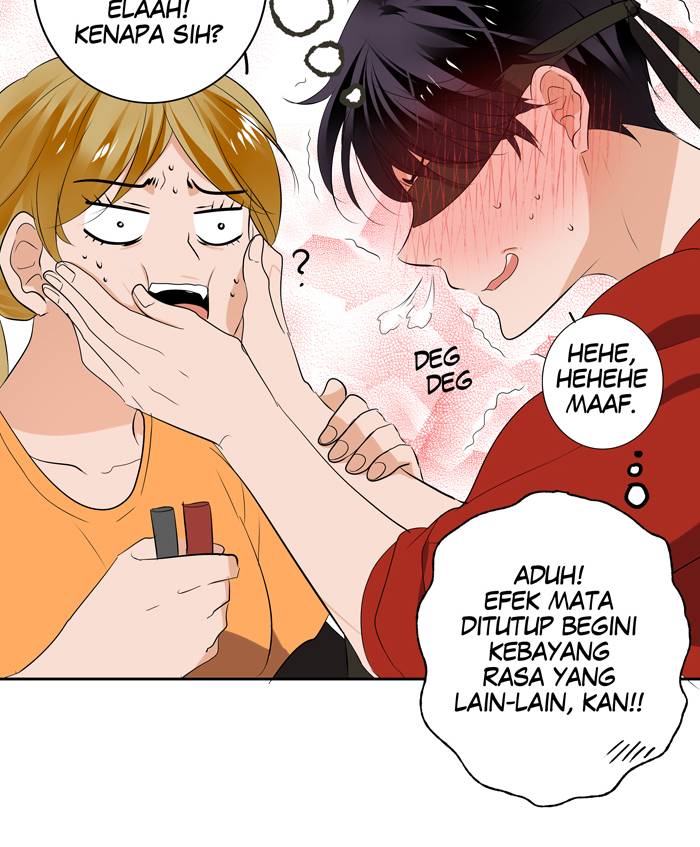 ELAAH!
KENAPA SIH?
?
DEG
DEG
HEHE,
HEHEHE
MAAF.
ADUH!
EFEK MATA
DITUTUP BEGINI
KEBAYANG
RASA YANG
LAIN-LAIN, KAN!!